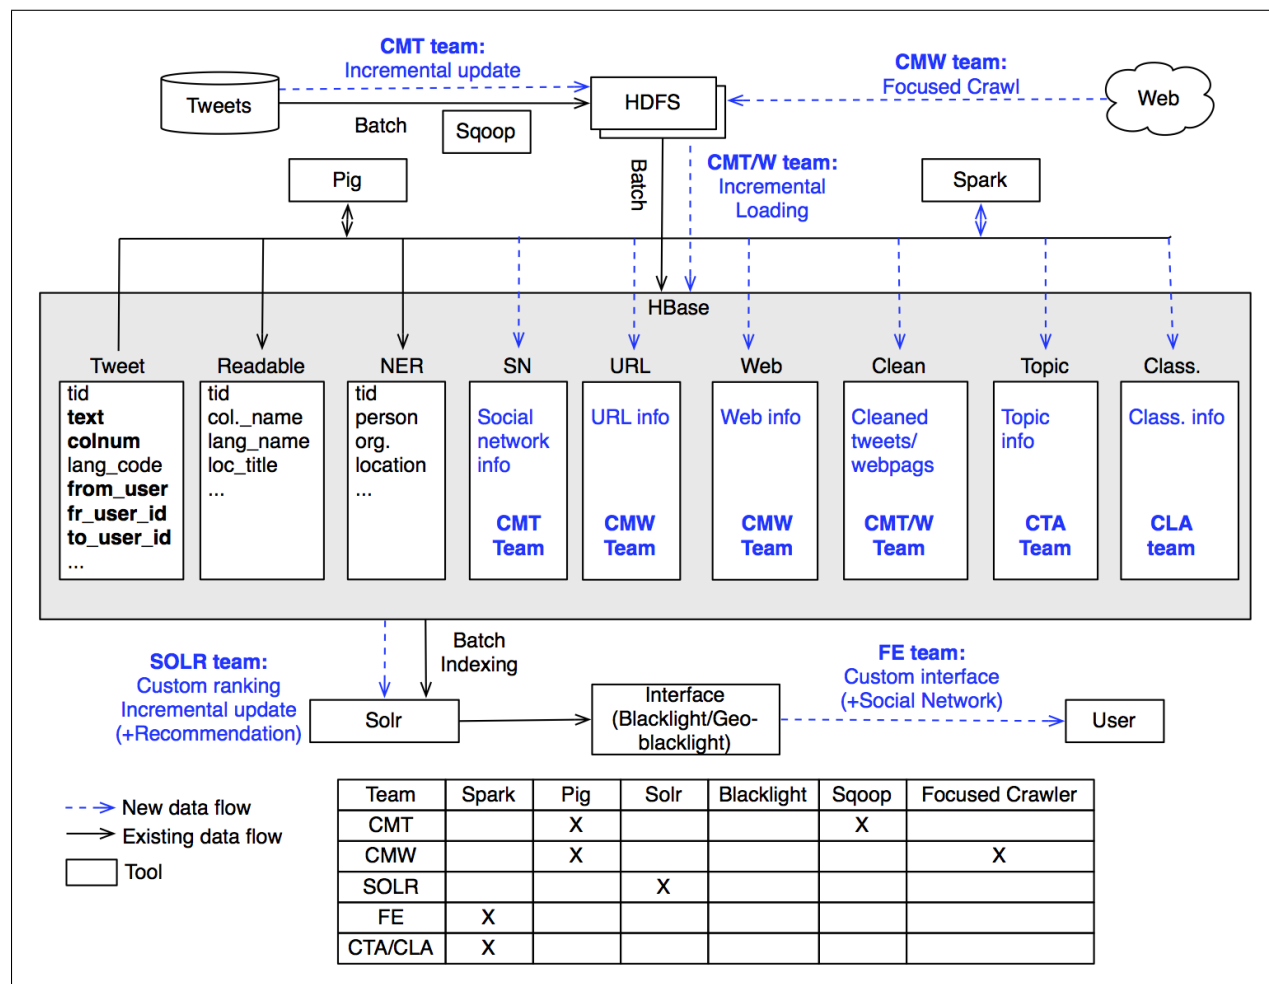 CMT team:
Incremental update
CMW team:
Focused Crawl
Tweets
HDFS
Web
Batch
Sqoop
Pig
Batch
CMT/W team:
Incremental
Loading
Spark
HBase
Tweet
tid
text
colnum
lang_code
from_user
fr_user_id
to_user_id
...
Readable
tid
col._name
lang_name
loc_title
...
NER
tid
person
org.
location
...
SN
Social
network
info
CMT
Team
URL
URL info
CMW
Team
Web
Web info
CMW
Team
Clean
Cleaned
tweets/
webpags
CMT/W
Team
Topic
Topic
info
CTA
Team
Class.
Class. info
CLA
team
SOLR team:
Custom ranking
Incremental update
(+Recommendation)
Batch
Indexing
Solr
Interface
(Blacklight/Geo-
blacklight)
FE team:
Custom interface
(+Social Network)
User
New data flow
Existing data flow
Tool
Team Spark Pig Solr Blacklight Sqoop Focused Crawler
CMT X X
CMW X X
SOLR X
FE X
CTA/CLA X